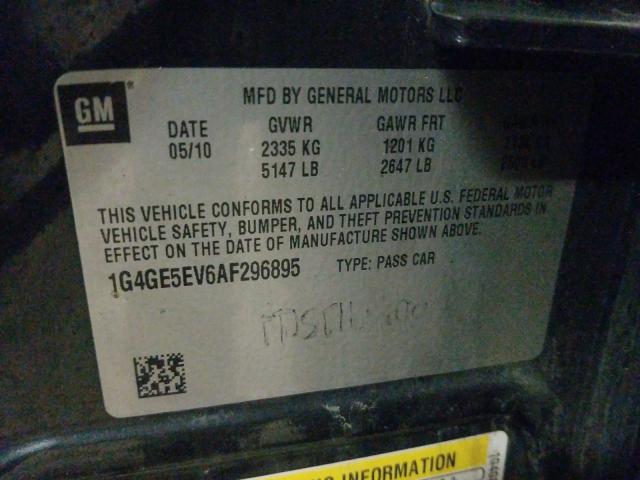 GM
MFD BY GENERAL MOTORS LLC
DATE GVWR GAWR FRT
05/10 2335 KG 1201 KG
5147 LB 2647 LB
THIS VEHICLE CONFORMS TO ALL APPLICABLE U.S. FEDERAL MOTOR
VEHICLE SAFETY, BUMPER, AND THEFT PREVENTION STANDARDS IN
EFFECT ON THE DATE OF MANUFACTURE SHOWN ABOVE.
1G4GE5EV6AF296895 TYPE: PASS CAR
INFORMATION